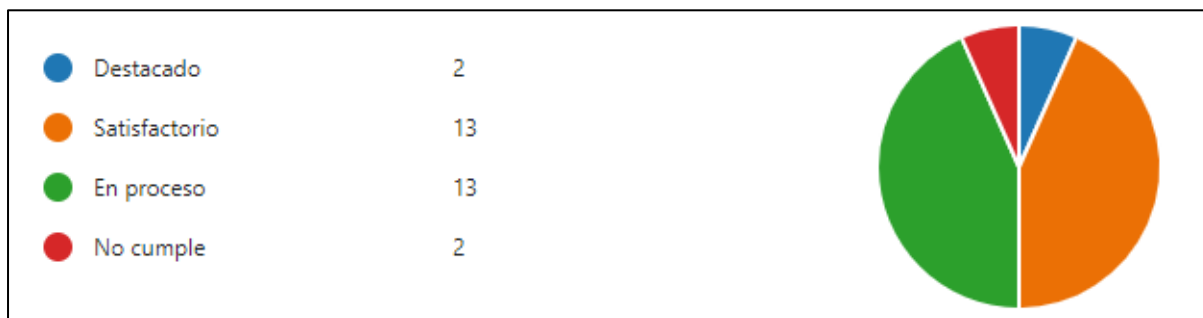 Destacado 2
Satisfactorio 13
En proceso 13
No cumple 2